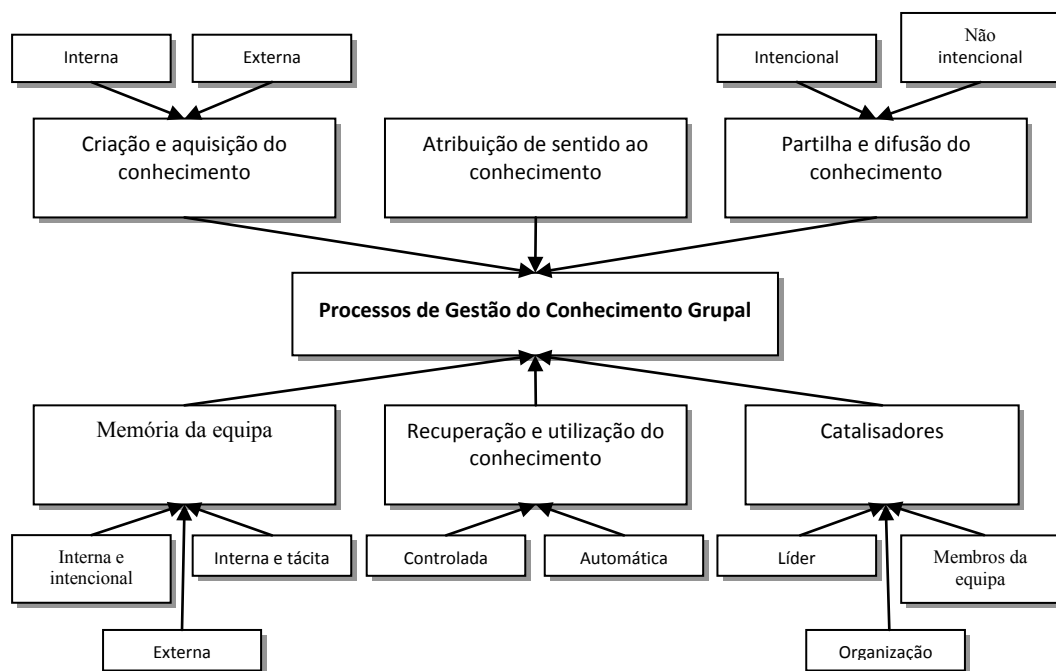 Interna
Externa
Intencional
Não
intencional
Criação e aquisição do
conhecimento
Atribuição de sentido ao
conhecimento
Partilha e difusão do
conhecimento
Processos de Gestão do Conhecimento Grupal
Memória da equipa
Recuperação e utilização do
conhecimento
Catalisadores
Interna e
intencional
Interna e tácita
Controlada
Automática
Líder
Membros da
equipa
Externa
Organização